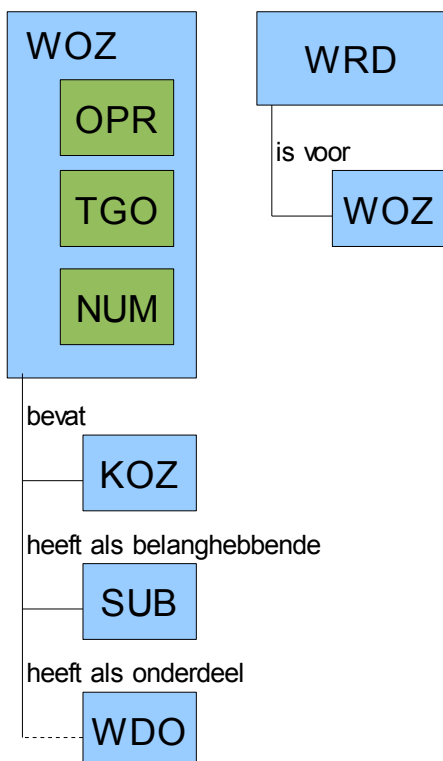 WOZ
OPR
TGO
NUM
bevat
KOZ
heeft als belanghebbende
SUB
heeft als onderdeel
WDO
WRD
is voor
WOZ